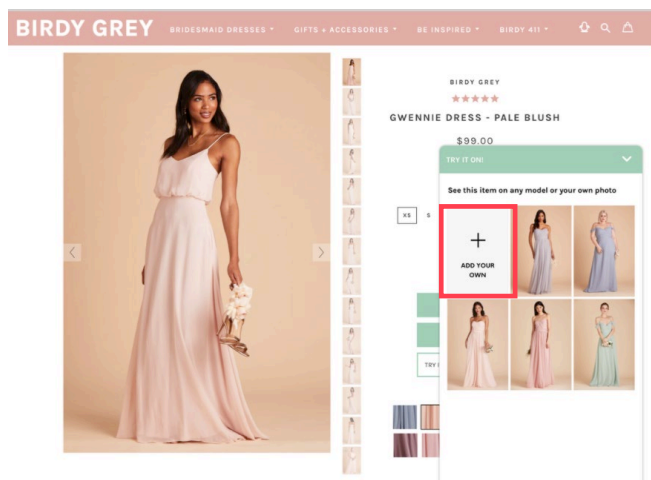 BIRDY GREY
BRIDESMAID DRESSES
GIFTS + ACCESSORIES
BE INSPIRED
BIRDY 411
BIRDY GREY
GWENNIE DRESS - PALE BLUSH
$99.00
XS
S
TRY
TRY IT ON!
See this item on any model or your own photo
ADD YOUR
OWN